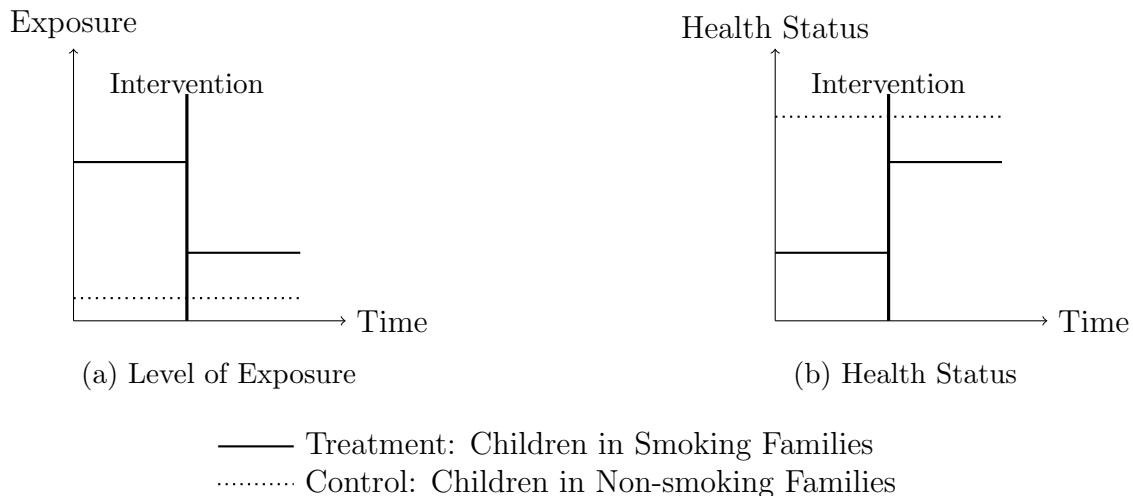 Exposure
Intervention
Time
(a) Level of Exposure
Health Status
Intervention
Time
(b) Health Status
Treatment: Children in Smoking Families
Control: Children in Non-smoking Families